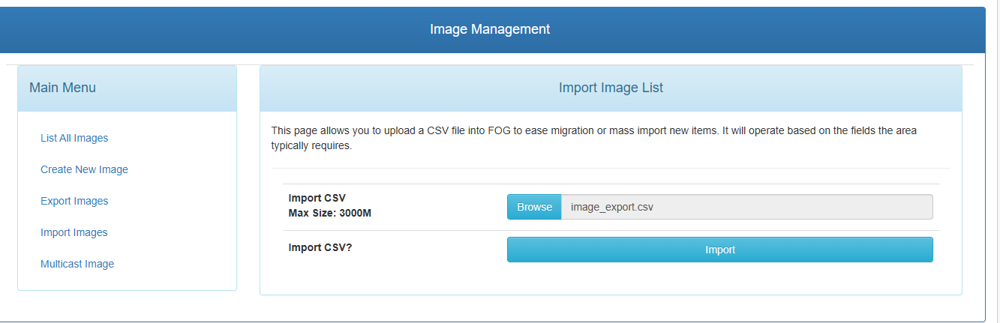 Image Management
Main Menu
List All Images
Create New Image
Export Images
Import Images
Multicast Image
Import Image List
This page allows you to upload a CSV file into FOG to ease migration or mass import new items. It will operate based on the fields the area
typically requires.
Import CSV
Max Size: 3000M
Browse
image_export.csv
Import CSV?
Import